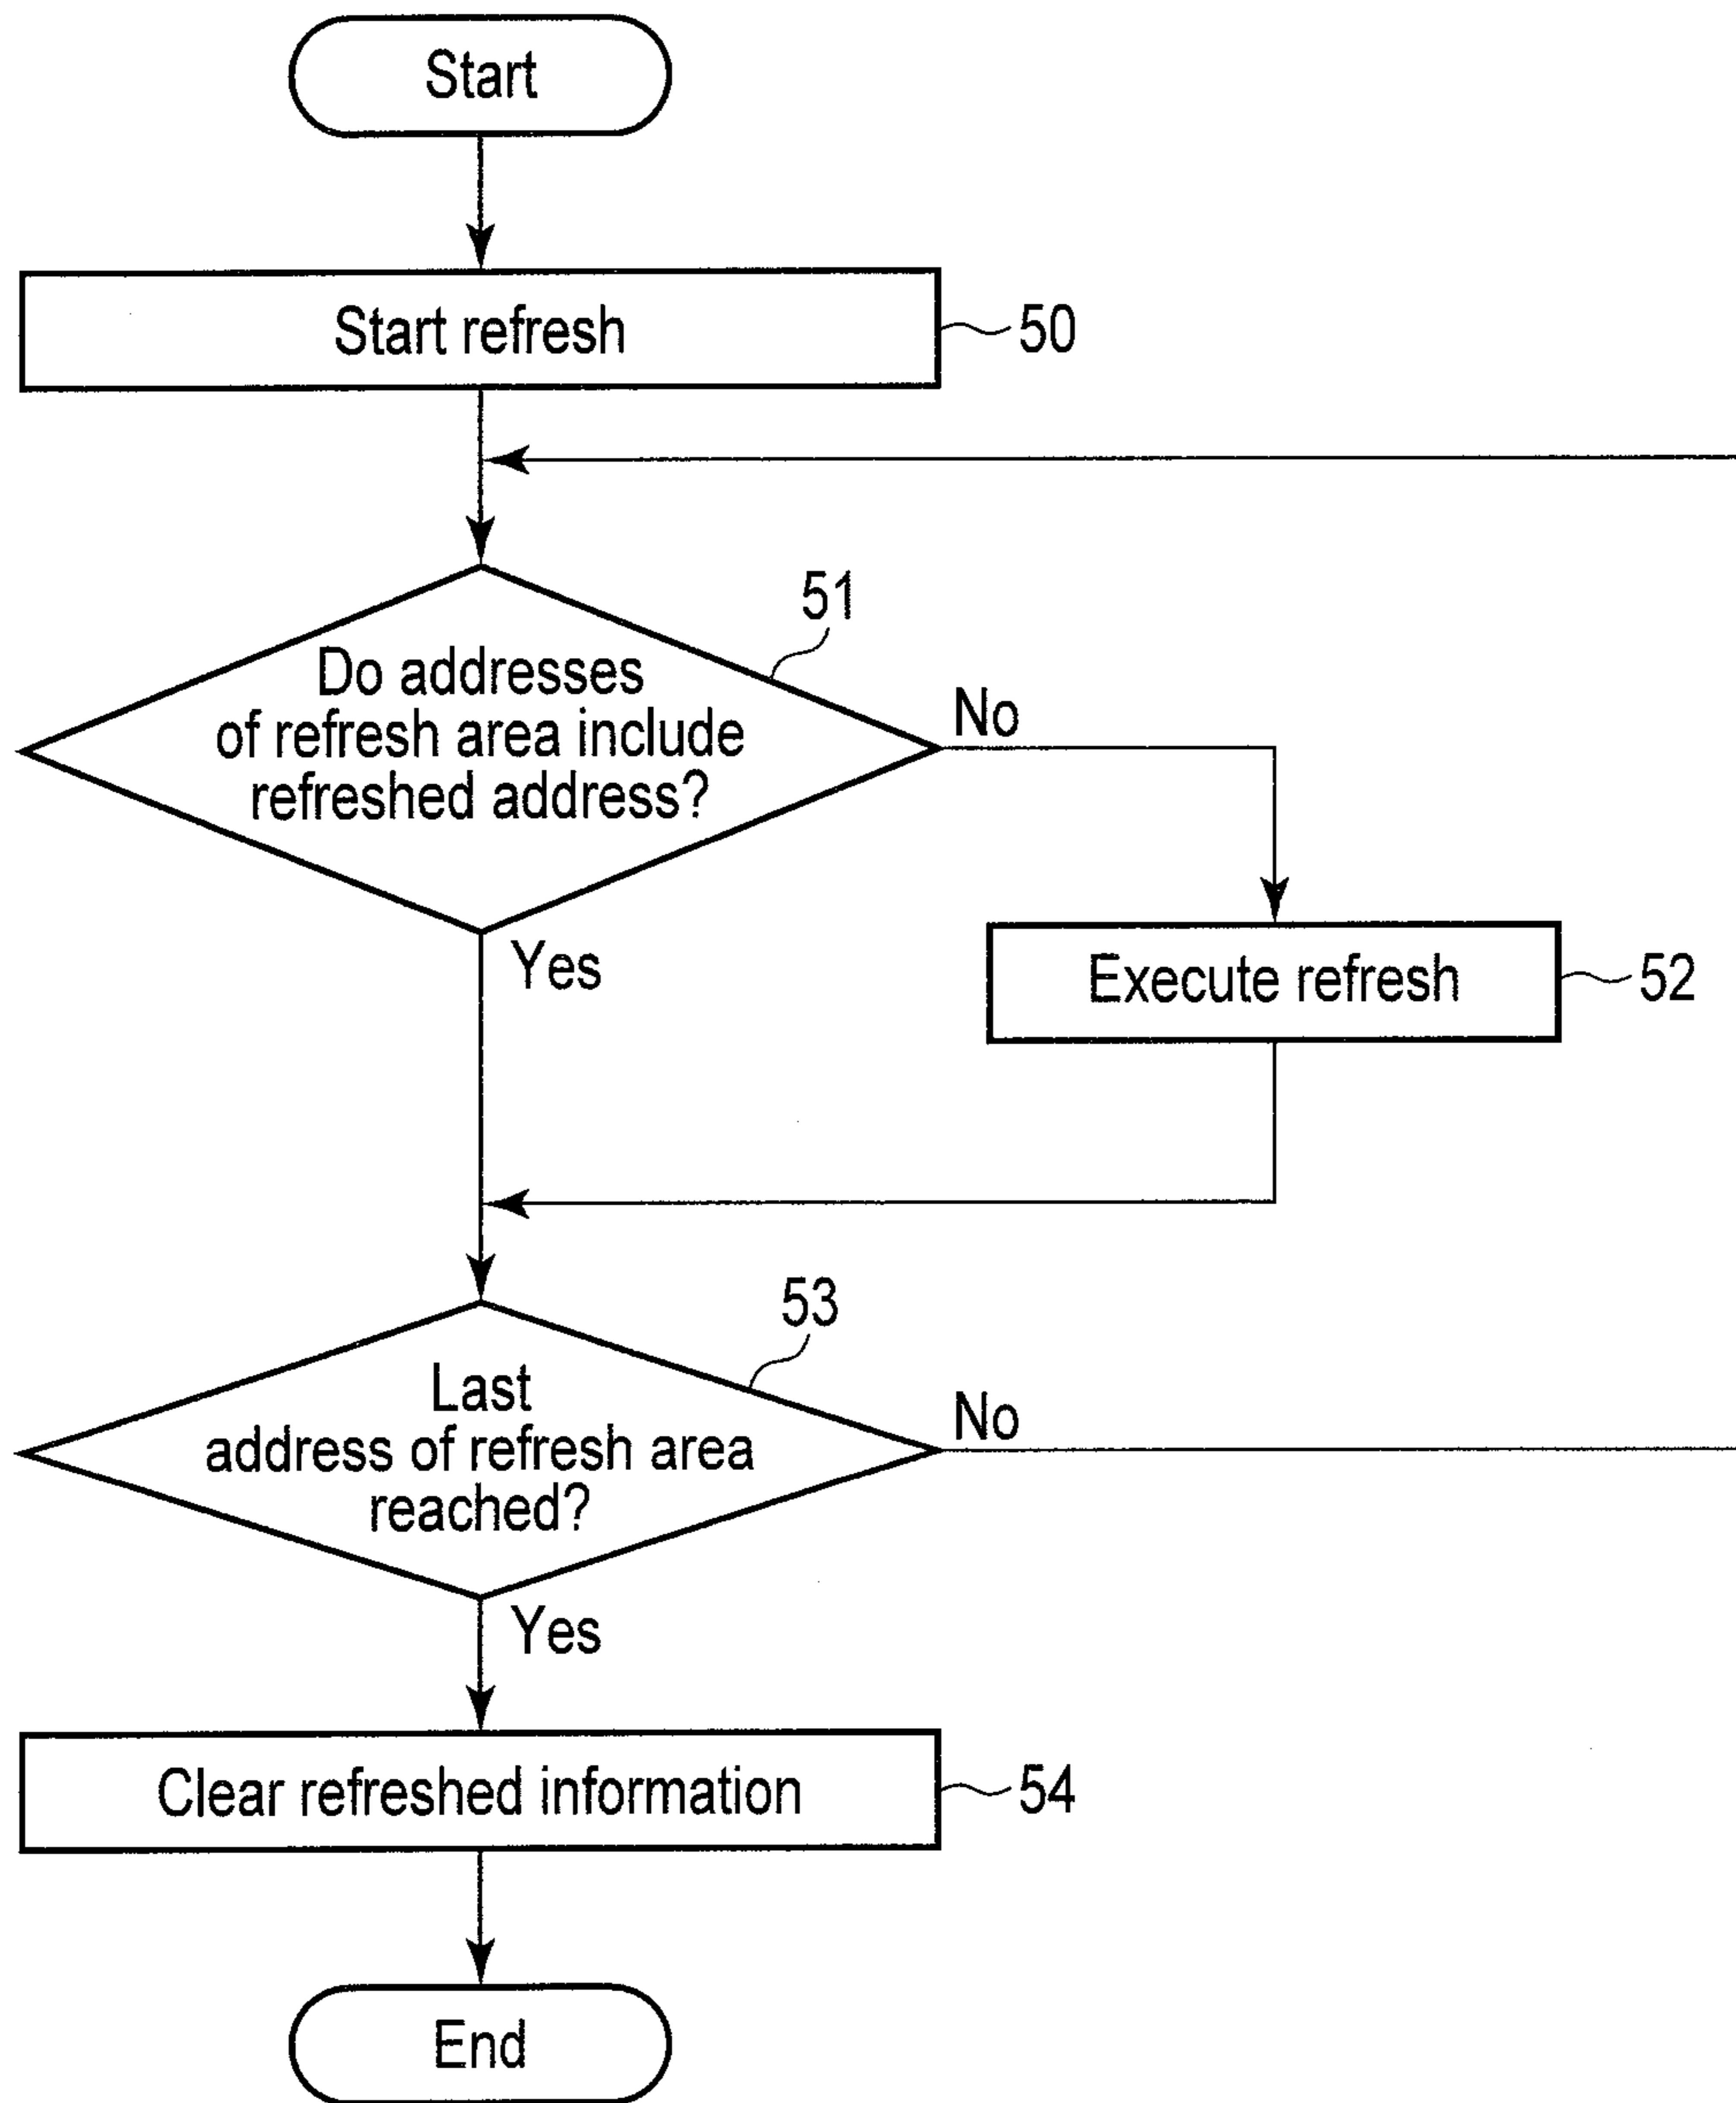 Start
Start refresh
50
51
Do addresses
of refresh area include
refreshed address?
No
Yes
Execute refresh
52
53
Last
address of refresh area
reached?
No
Yes
Clear refreshed information
54
End